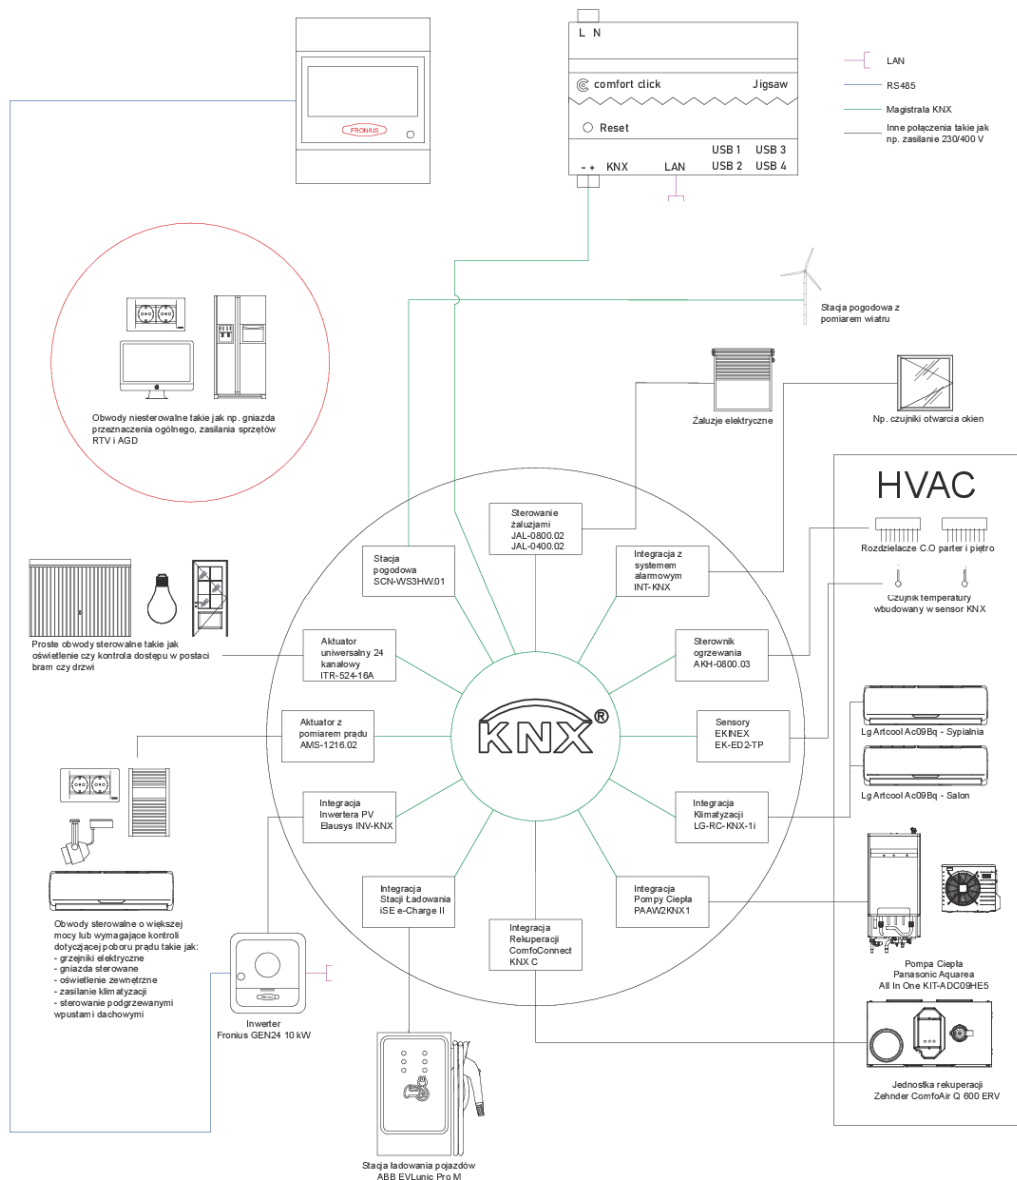 FRONIUS
L N
comfort click Jigsaw
Reset
USB 1 USB 3
- + KNX LAN USB 2 USB 4
LAN
RS485
Magistrala KNX
Inne połączenia takie jak
np. zasilanie 230/400 V
Stacja pogodowa z
pomiarem wiatru
Obwody niesterowalne takie jak np. gniazda
przeznaczenia ogólnego, zasilania sprzętów
RTV i AGD
Żaluzje elektryczne
Np. czujniki otwarcia okien
HVAC
Rozdzielacze C.O parter i piętro
Czujnik temperatury
wbudowany w sensor KNX
Sterowanie
żaluzjami
JAL-0800.02
JAL-0400.02
Stacja
pogodowa
SCN-WS3HW.01
Integracja z
systemem
alarmowym
INT-KNX
Proste obwody sterowalne takie jak
oświetlenie czy kontrola dostępu w postaci
bram czy drzwi
Aktuator
uniwersalny 24
kanałowy
ITR-524-16A
Sterownik
ogrzewania
AKH-0800.03
Aktuator z
pomiarem prądu
AMS-1216.02
KNX®
Sensory
EKINEX
EK-ED2-TP
Lg Artcool Ac09Bq - Sypialnia
Lg Artcool Ac09Bq - Salon
Integracja
Inwertera PV
Elausys INV-KNX
Integracja
Klimatyzacji
LG-RC-KNX-1i
Integracja
Stacji Ładowania
iSE e-Charge II
Integracja
Pompy Ciepła
PAAW2KNX1
Integracja
Rekuperacji
ComfoConnect
KNX C
Obwody sterowalne o większej
mocy lub wymagające kontroli
dotyczącej poboru prądu takie jak:
- grzejniki elektryczne
- gniazda sterowane
- oświetlenie zewnętrzne
- zasilanie klimatyzacji
- sterowanie podgrzewanymi
wpustami dachowymi
Inwerter
Fronius GEN24 10 kW
Pompa Ciepła
Panasonic Aquarea
All In One KIT-ADC09HE5
Jednostka rekuperacji
Zehnder ComfoAir Q 600 ERV
Stacja ładowania pojazdów
ABB EVLunic Pro M